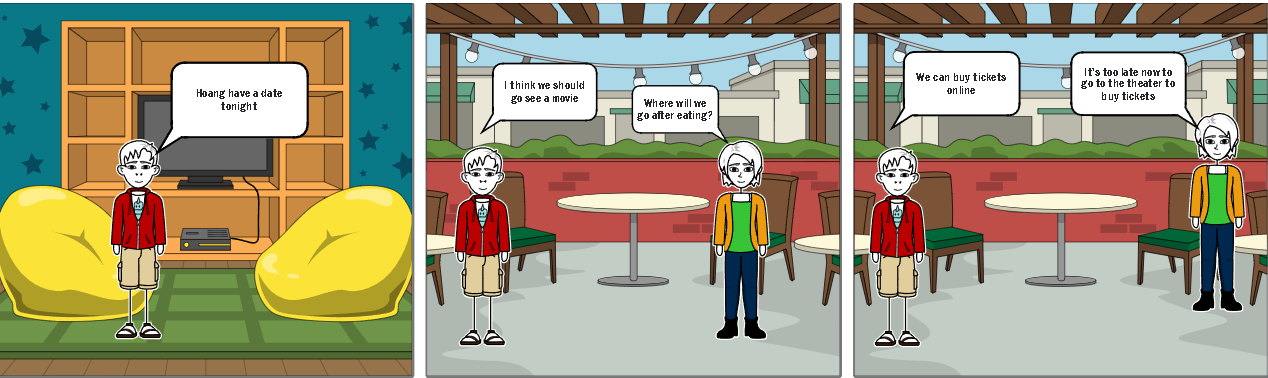 Hoang have a date
tonight
I think we should
go see a movie
Where will we
go after eating?
We can buy tickets
online
It's too late now to
go to the theater to
buy tickets